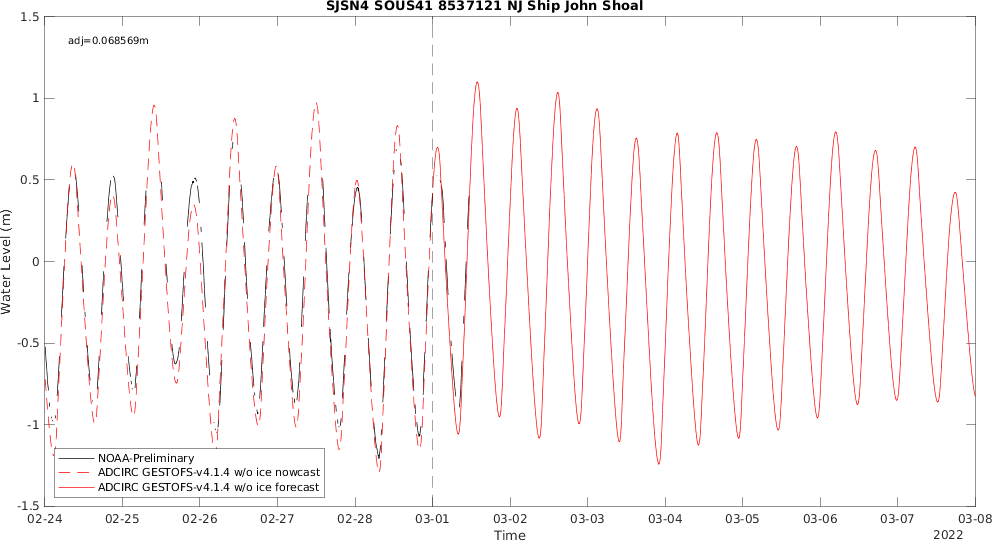 SJSN4 SOUS41 8537121 NJ Ship John Shoal
adj=0.068569m
1.5
1
0.5
0
-0.5
-1
-1.5
Water Level (m)
NOAA-Preliminary
ADCIRC GESTOFS-v4.1.4 w/o ice nowcast
ADCIRC GESTOFS-v4.1.4 w/o ice forecast
02-24 02-25 02-26 02-27 02-28 03-01 03-02 03-03 03-04 03-05 03-06 03-07 03-08
Time
2022